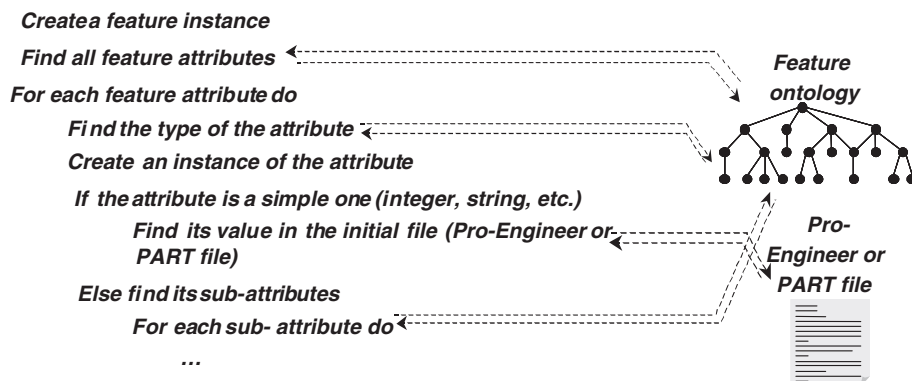 Create a feature instance
Find all feature attributes
For each feature attribute do
Find the type of the attribute
Create an instance of the attribute
If the attribute is a simple one (integer, string, etc.)
Find its value in the initial file (Pro-Engineer or
PART file)
Else find its sub-attributes
For each sub- attribute do
...
Feature
ontology
Pro-
Engineer or
PART file